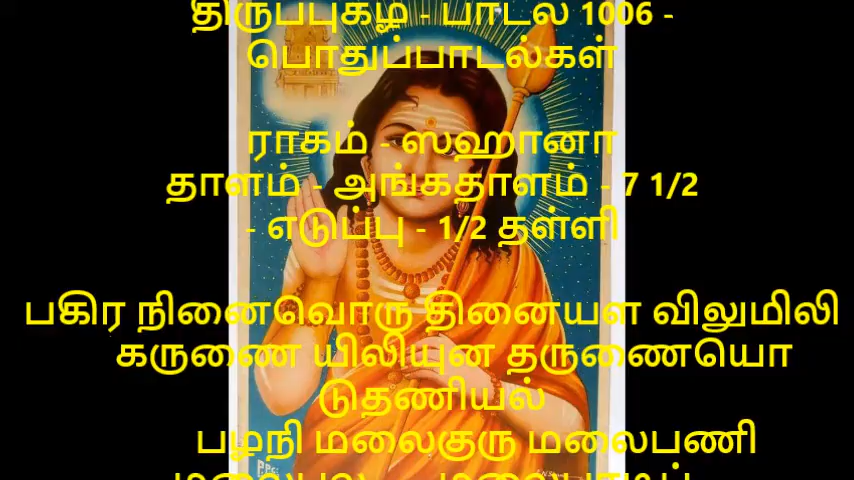 திருப்புகழ் - பாடல் 1006 -
பொதுப்பாடல்கள்
ராகம் - ஸஹானா
தாளம் - அங்கதாளம் - 7 1/2
- எடுப்பு - 1/2 தள்ளி
பகிர நினைவொரு தினையள விலுமிலி
கருணை யிலியுன தருணையொ
டுதணியல்
பழநி மலைகுரு மலைபணி